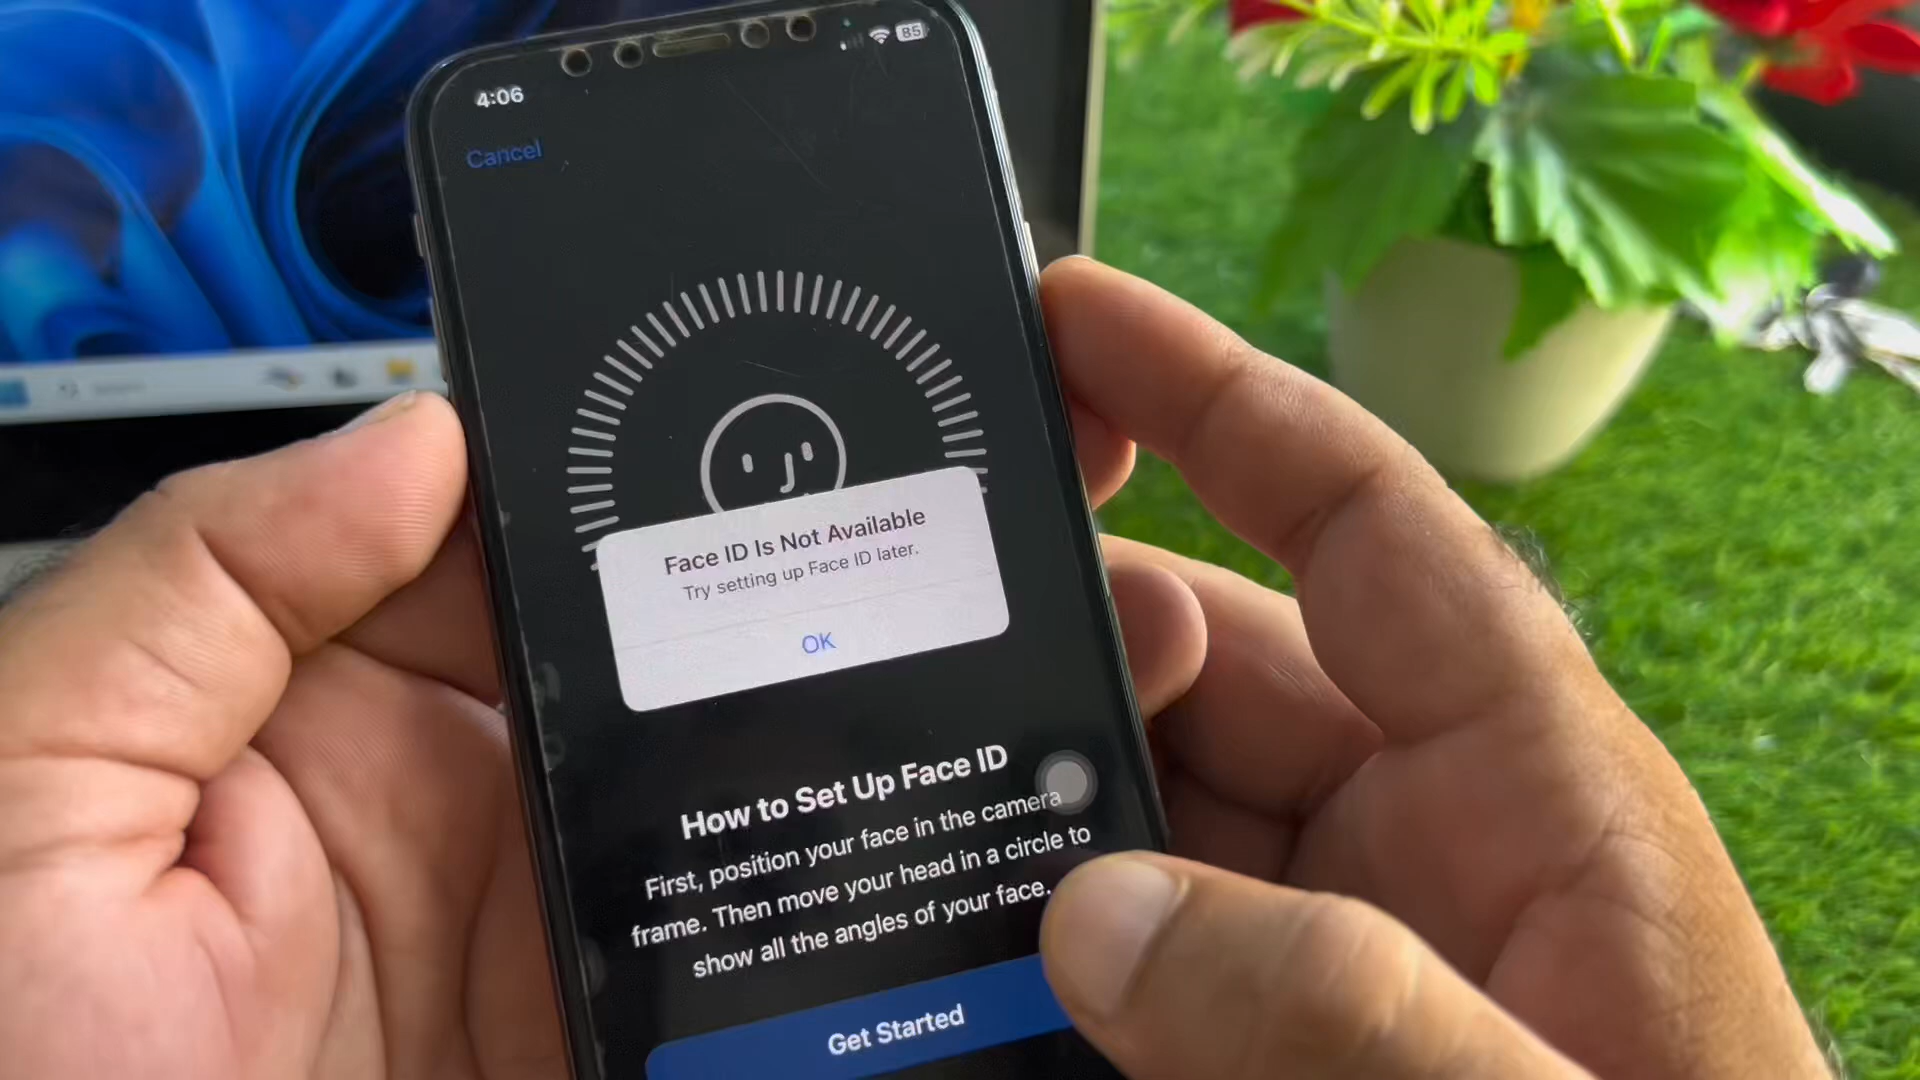 4:06
85
Cancel
Face ID Is Not Available
Try setting up Face ID later.
OK
How to Set Up Face ID
First, position your face in the camera
frame. Then move your head in a circle to
show all the angles of your face.
Get Started